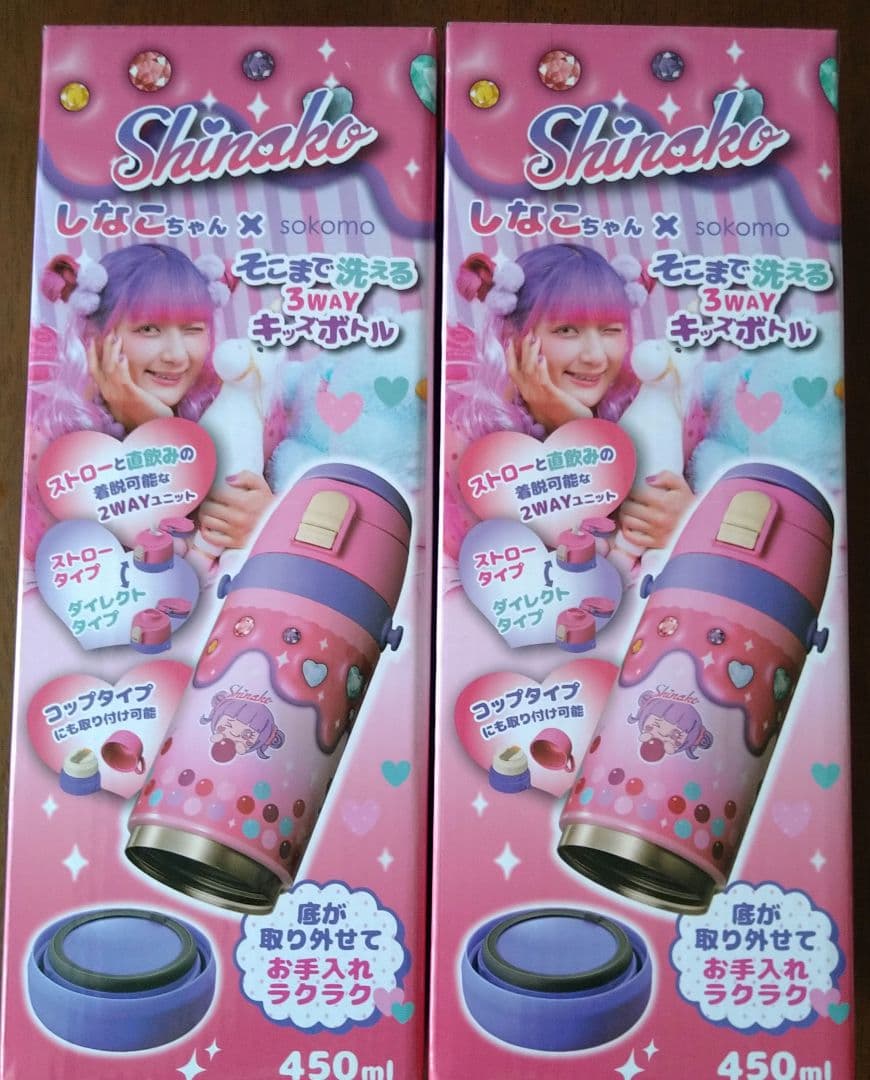 Shinako
しなこちゃん × sokomo
そこまで洗える
3WAY
キッズボトル
ストローと直飲みの
着脱可能な
2WAYユニット
ストロー
タイプ
ダイレクト
タイプ
コップタイプ
にも取り付け可能
Shinako
底が
取り外せて
お手入れ
ラクラク
450ml
Shinako
しなこちゃん × sokomo
そこまで洗える
3WAY
キッズボトル
ストローと直飲みの
着脱可能な
2WAYユニット
ストロー
タイプ
ダイレクト
タイプ
コップタイプ
にも取り付け可能
Shinako
底が
取り外せて
お手入れ
ラクラク
450ml